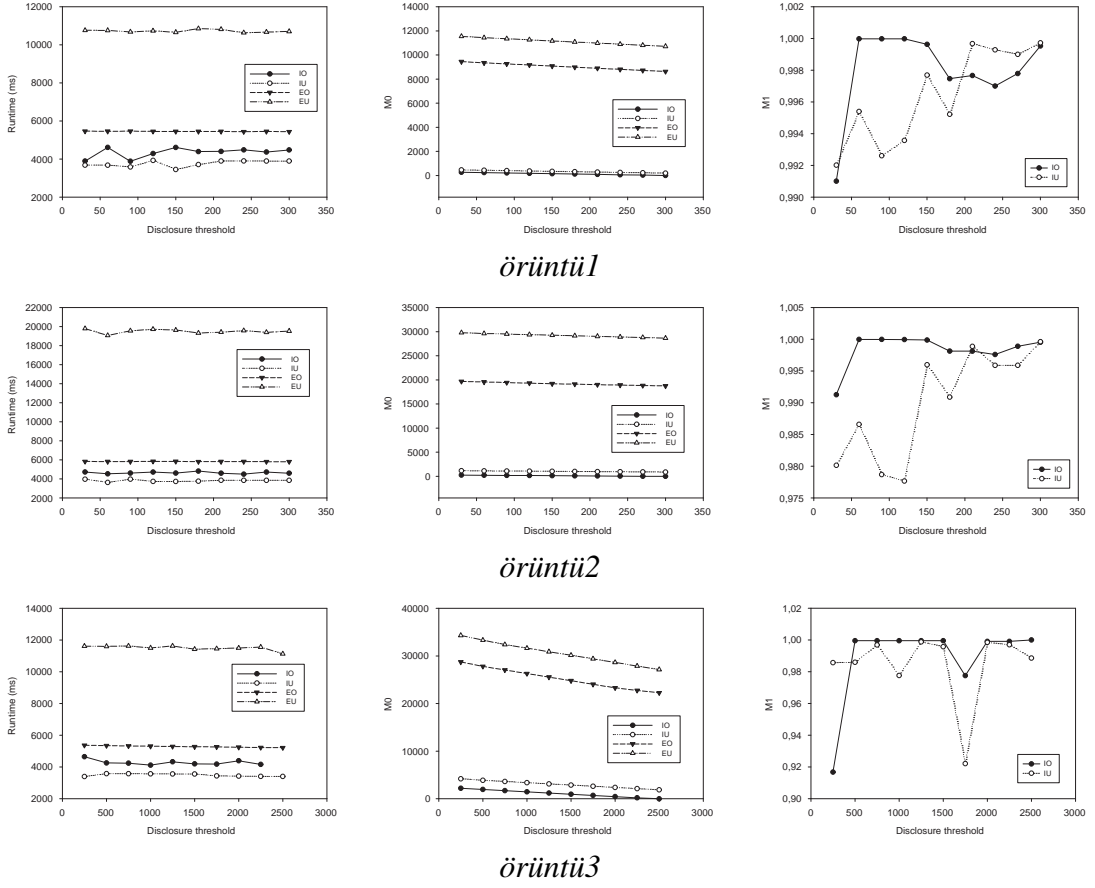 12000
10000
8000
6000
4000
2000
Runtime (ms)
0 50 100 150 200 250 300 350
Disclosure threshold
IO
IU
EO
EU
14000
12000
10000
8000
6000
4000
2000
0
M0
0 50 100 150 200 250 300 350
Disclosure threshold
IO
IU
EO
EU
1,002
1,000
0,998
0,996
0,994
0,992
0,990
M1
0 50 100 150 200 250 300 350
Disclosure threshold
IO
IU
örüntü1
22000
20000
18000
16000
14000
12000
10000
8000
6000
4000
2000
Runtime (ms)
0 50 100 150 200 250 300 350
Disclosure threshold
IO
IU
EO
EU
35000
30000
25000
20000
15000
10000
5000
0
M0
0 50 100 150 200 250 300 350
Disclosure threshold
IO
IU
EO
EU
1,005
1,000
0,995
0,990
0,985
0,980
0,975
M1
0 50 100 150 200 250 300 350
Disclosure threshold
IO
IU
örüntü2
14000
12000
10000
8000
6000
4000
2000
Runtime (ms)
0 500 1000 1500 2000 2500 3000
Disclosure threshold
IO
IU
EO
EU
40000
30000
20000
10000
0
M0
0 500 1000 1500 2000 2500 3000
Disclosure threshold
IO
IU
EO
EU
1,02
1,00
0,98
0,96
0,94
0,92
0,90
M1
0 500 1000 1500 2000 2500 3000
Disclosure threshold
IO
IU
örüntü3